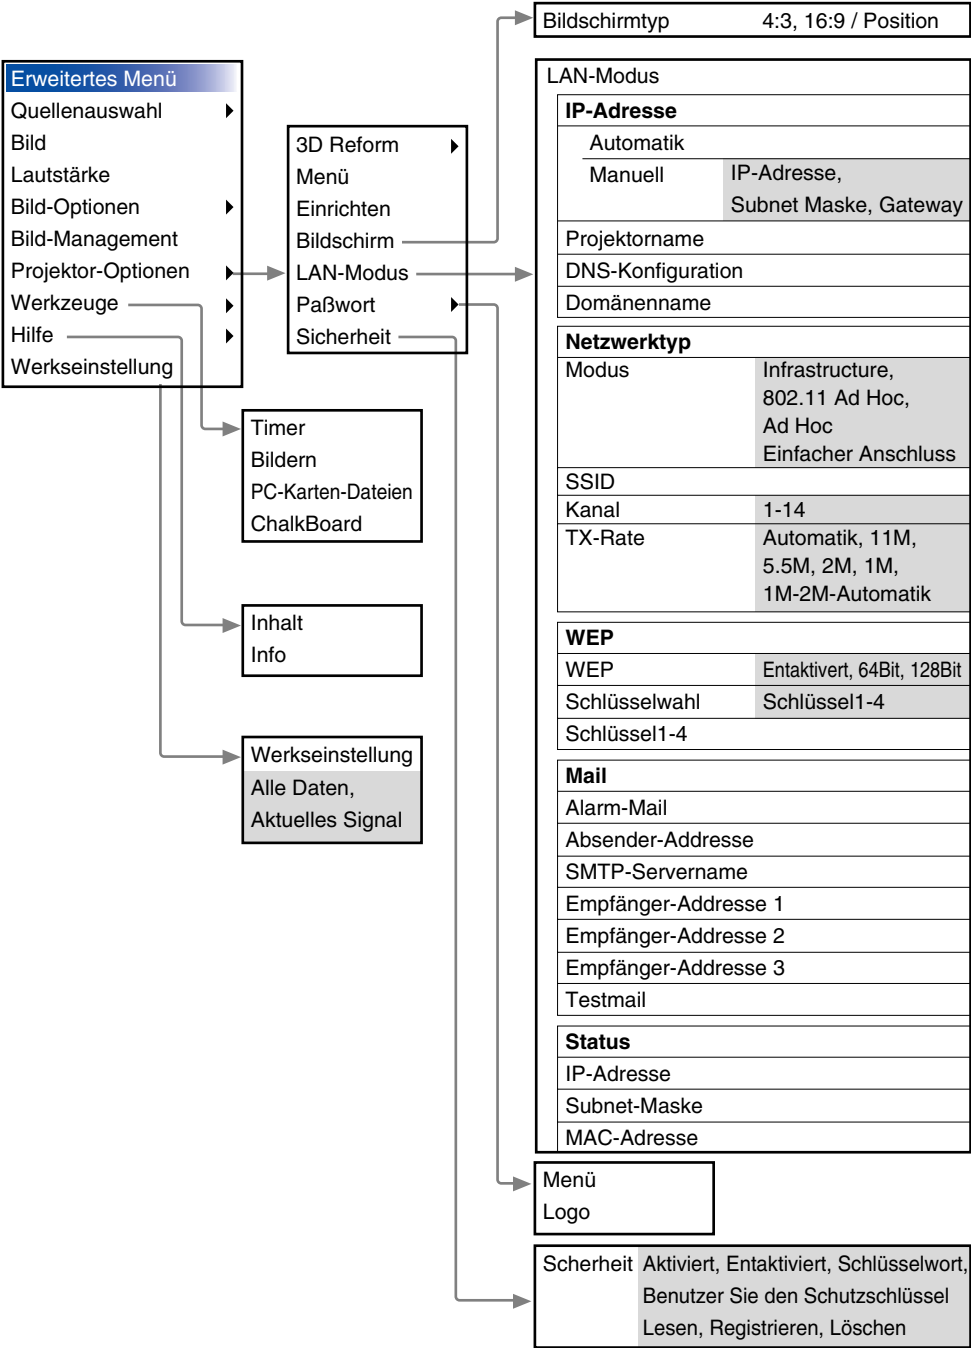 Bildschirmtyp 4:3, 16:9 / Position
Erweitertes Menü
Quellenauswahl
Bild
Lautstärke
Bild-Optionen
Bild-Management
Projektor-Optionen
Werkzeuge
Hilfe
Werkseinstellung
3D Reform
Menü
Einrichten
Bildschirm
LAN-Modus
Paßwort
Sicherheit
Timer
Bildern
PC-Karten-Dateien
ChalkBoard
Inhalt
Info
Werkseinstellung
Alle Daten,
Aktuelles Signal
LAN-Modus
IP-Adresse
Automatik
Manuell IP-Adresse,
Subnet Maske, Gateway
Projektorname
DNS-Konfiguration
Domänenname
Netzwerktyp
Modus Infrastructure,
802.11 Ad Hoc,
Ad Hoc
Einfacher Anschluss
SSID
Kanal 1-14
TX-Rate Automatik, 11M,
5.5M, 2M, 1M,
1M-2M-Automatik
WEP
WEP Entaktivert, 64Bit, 128Bit
Schlüsselwahl Schlüssel1-4
Schlüssel1-4
Mail
Alarm-Mail
Absender-Addresse
SMTP-Servername
Empfänger-Addresse 1
Empfänger-Addresse 2
Empfänger-Addresse 3
Testmail
Status
IP-Adresse
Subnet-Maske
MAC-Adresse
Menü
Logo
Scherheit Aktiviert, Entaktiviert, Schlüsselwort,
Benutzer Sie den Schutzschlüssel
Lesen, Registrieren, Löschen